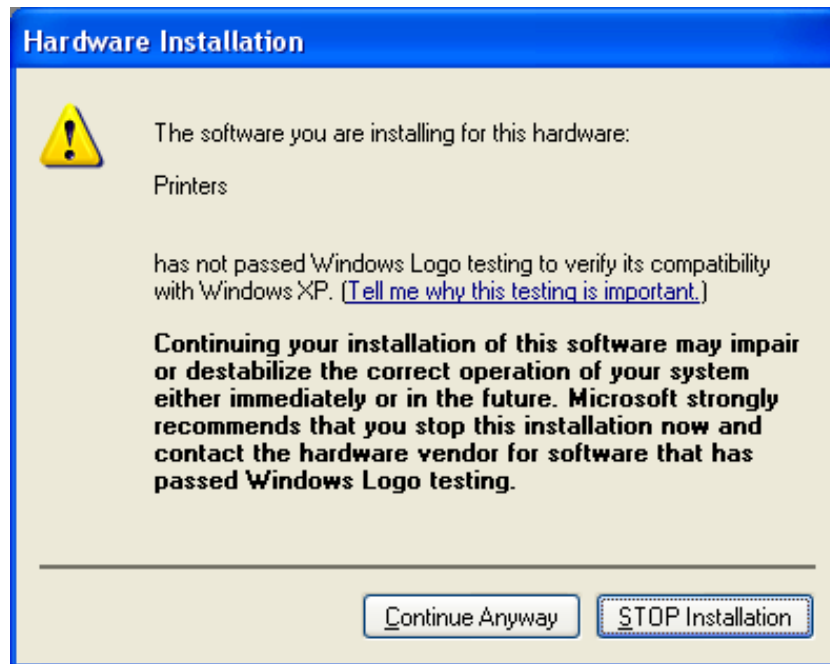 Hardware Installation
The software you are installing for this hardware:
Printers
has not passed Windows Logo testing to verify its compatibility
with Windows XP. (Tell me why this testing is important.)
Continuing your installation of this software may impair
or destabilize the correct operation of your system
either immediately or in the future. Microsoft strongly
recommends that you stop this installation now and
contact the hardware vendor for software that has
passed Windows Logo testing.
Continue Anyway
STOP Installation